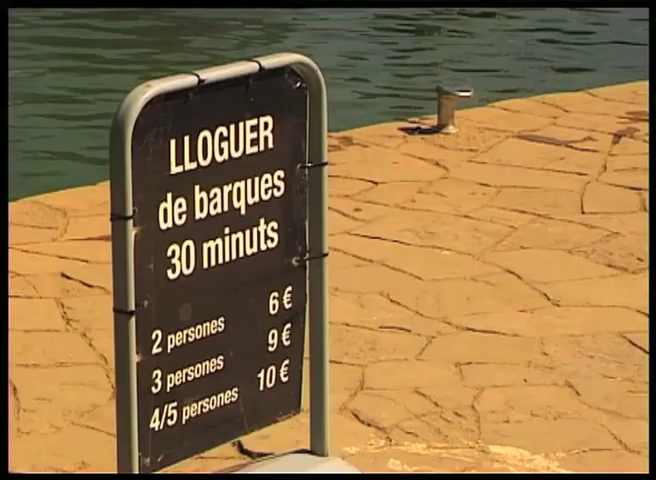 LLOGUER
de barques
30 minuts
2 persones 6 €
3 persones 9 €
4/5 persones 10 €